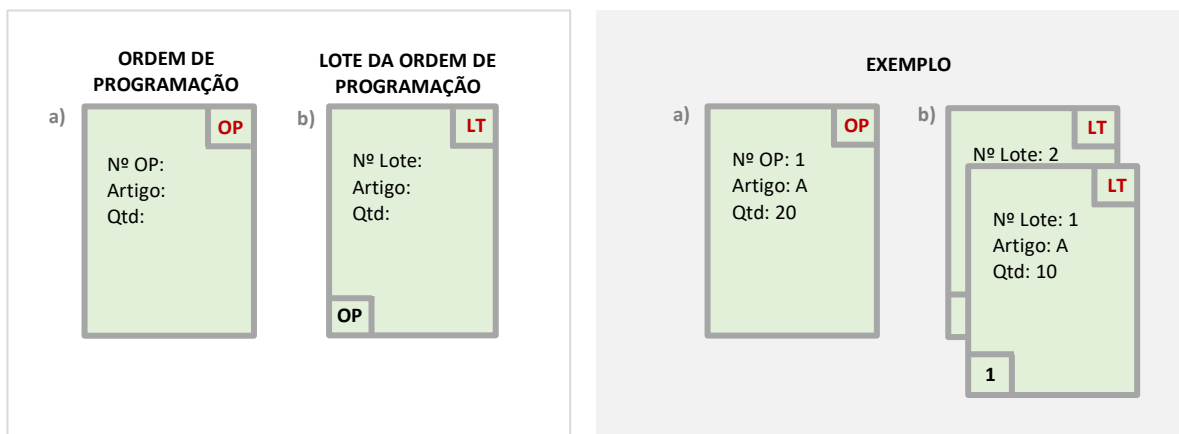 ORDEM DE
PROGRAMAÇÃO
a)
OP
Nº OP:
Artigo:
Qtd:
LOTE DA ORDEM DE
PROGRAMAÇÃO
b)
LT
Nº Lote:
Artigo:
Qtd:
OP
EXEMPLO
a)
OP
Nº OP: 1
Artigo: A
Qtd: 20
b)
LT
Nº Lote: 2
LT
Nº Lote: 1
Artigo: A
Qtd: 10
1